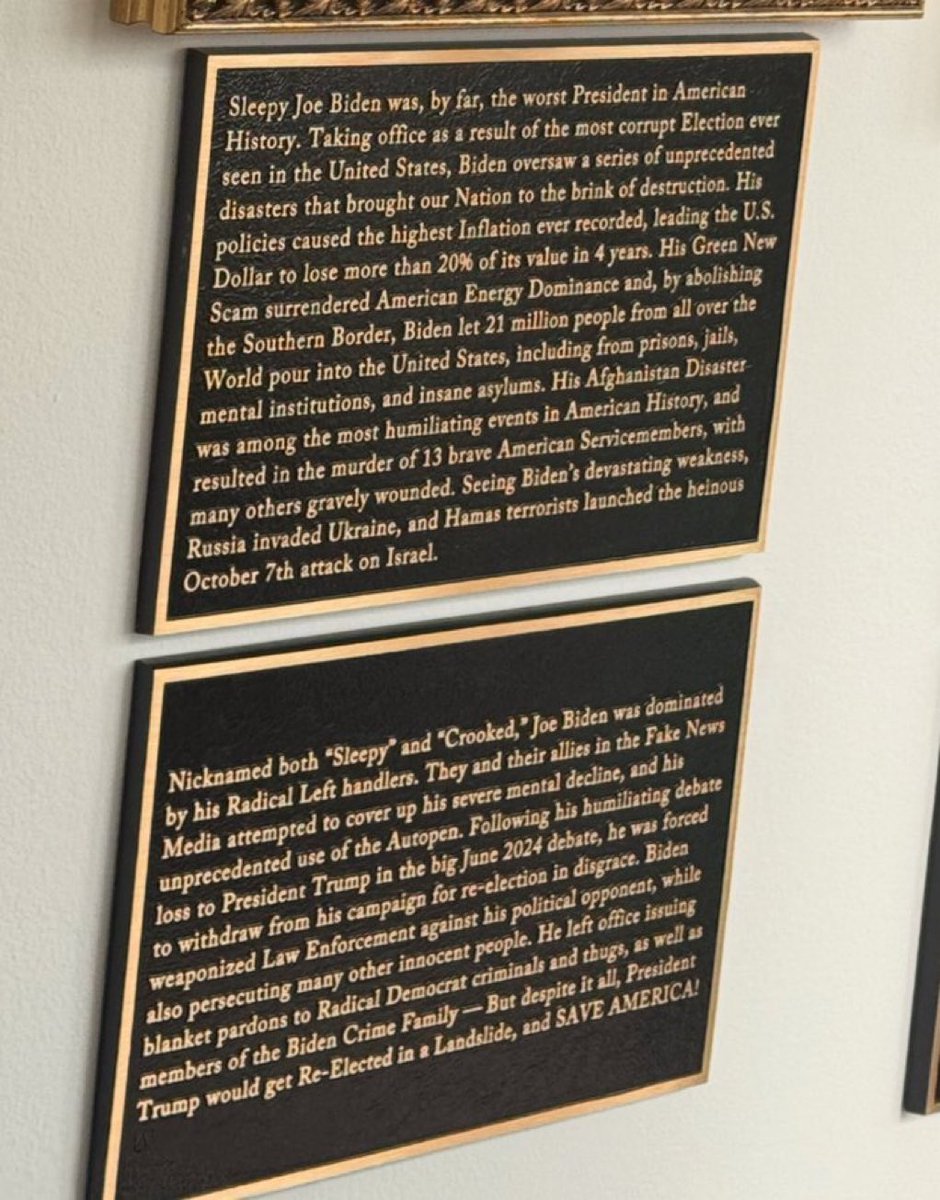 Sleepy Joe Biden was, by far, the worst President in American
History. Taking office as a result of the most corrupt Election ever
seen in the United States, Biden oversaw a series of unprecedented
disasters that brought our Nation to the brink of destruction. His
policies caused the highest Inflation ever recorded, leading the U.S.
Dollar to lose more than 20% of its value in 4 years. His Green New
Scam surrendered American Energy Dominance and, by abolishing
the Southern Border, Biden let 21 million people from all over the
World pour into the United States, including from prisons, jails,
mental institutions, and insane asylums. His Afghanistan Disaster
was among the most humiliating events in American History, and
resulted in the murder of 13 brave American Servicemembers, with
many others gravely wounded. Seeing Biden's devastating weakness,
Russia invaded Ukraine, and Hamas terrorists launched the heinous
October 7th attack on Israel.
Nicknamed both "Sleepy" and "Crooked," Joe Biden was dominated
by his Radical Left handlers. They and their allies in the Fake News
Media attempted to cover up his severe mental decline, and his
unprecedented use of the Autopen. Following his humiliating debate
loss to President Trump in the big June 2024 debate, he was forced
to withdraw from his campaign for re-election in disgrace. Biden
weaponized Law Enforcement against his political opponent, while
also persecuting many other innocent people. He left office issuing
blanket pardons to Radical Democrat criminals and thugs, as well as
members of the Biden Crime Family — But despite it all, President
Trump would get Re-Elected in a Landslide, and SAVE AMERICA!